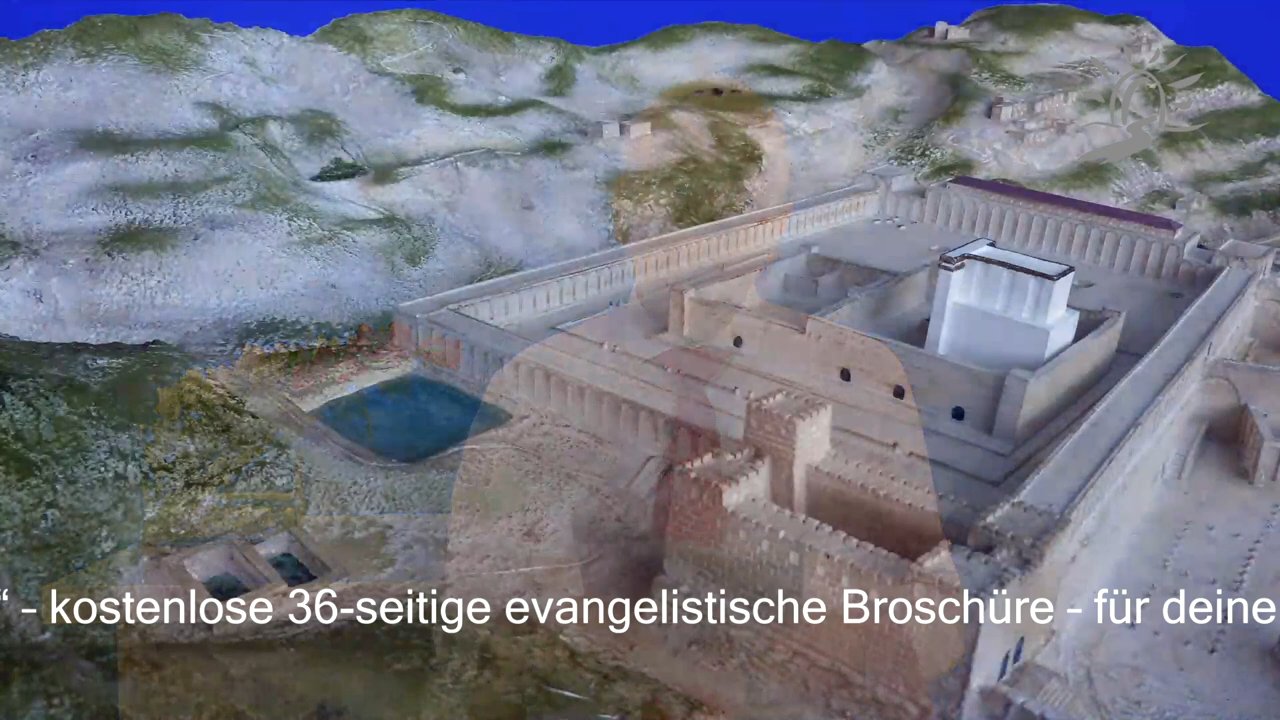 “ – kostenlose 36-seitige evangelistische Broschüre – für deine